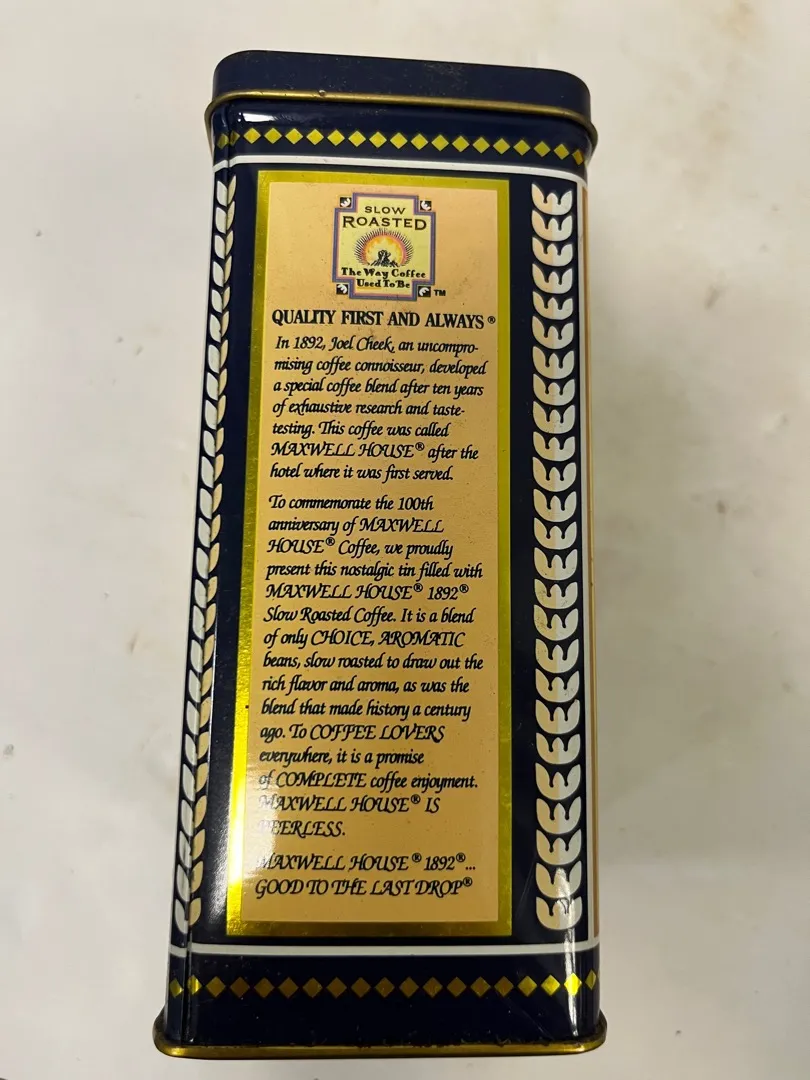 SLOW
ROASTED
The Way Coffee
Used To Be
TM
QUALITY FIRST AND ALWAYS®
In 1892, Joel Cheek, an uncompro-
mising coffee connoisseur, developed
a special coffee blend after ten years
of exhaustive research and taste-
testing. This coffee was called
MAXWELL HOUSE® after the
hotel where it was first served.
To commemorate the 100th
anniversary of MAXWELL
HOUSE® Coffee, we proudly
present this nostalgic tin filled with
MAXWELL HOUSE® 1892®
Slow Roasted Coffee. It is a blend
of only CHOICE, AROMATIC
beans, slow roasted to draw out the
rich flavor and aroma, as was the
blend that made history a century
ago. To COFFEE LOVERS
everywhere, it is a promise
of COMPLETE coffee enjoyment.
MAXWELL HOUSE® IS
PEERLESS.
MAXWELL HOUSE® 1892®...
GOOD TO THE LAST DROP®